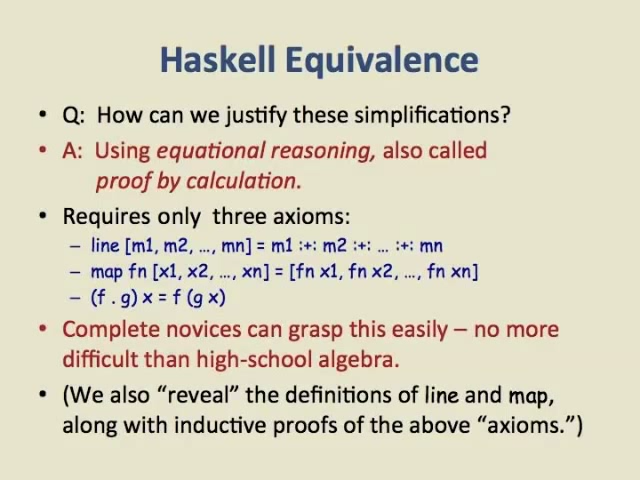 Haskell Equivalence
• Q: How can we justify these simplifications?
• A: Using equational reasoning, also called
proof by calculation.
• Requires only three axioms:
– line [m1, m2, …, mn] = m1 :+: m2 :+: … :+: mn
– map fn [x1, x2, …, xn] = [fn x1, fn x2, …, fn xn]
– (f . g) x = f (g x)
• Complete novices can grasp this easily – no more
difficult than high-school algebra.
• (We also “reveal” the definitions of line and map,
along with inductive proofs of the above “axioms.”)